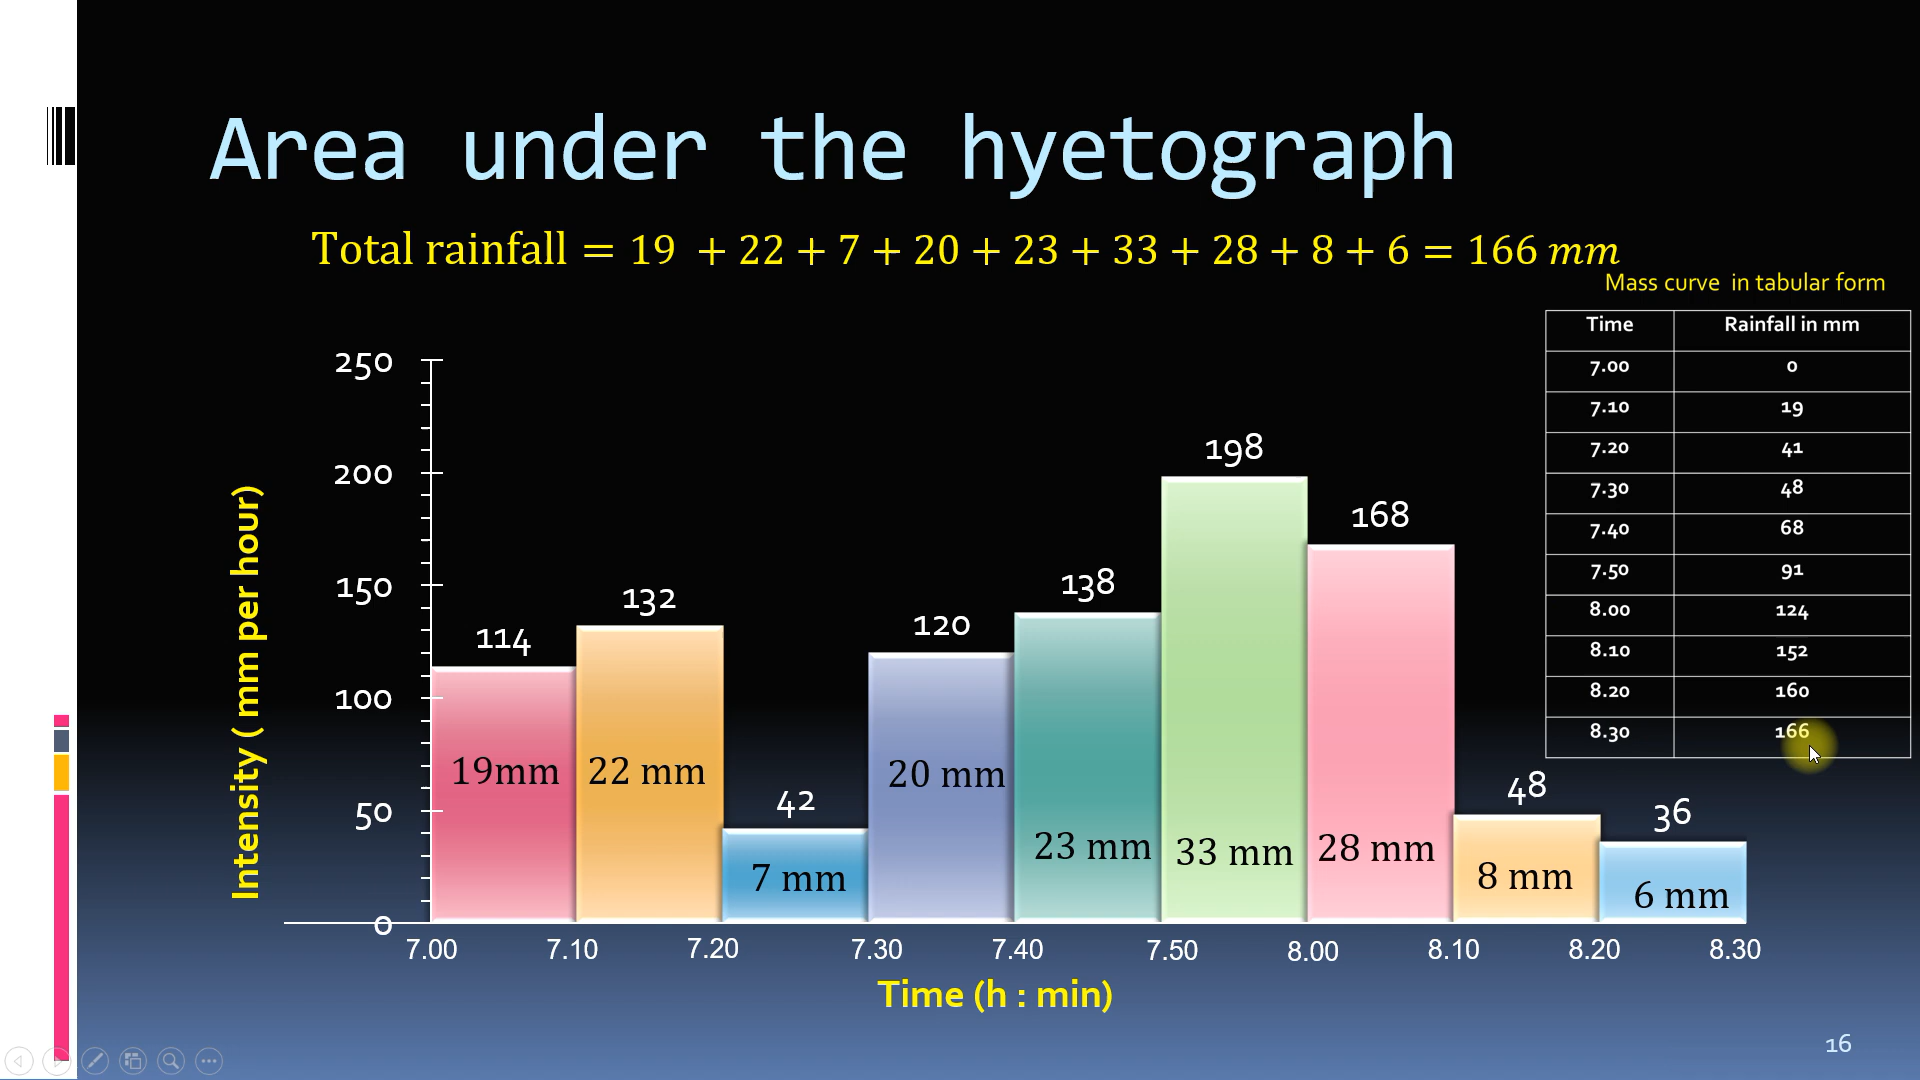 Area under the hyetograph
Total rainfall = 19 + 22 + 7 + 20 + 23 + 33 + 28 + 8 + 6 = 166 mm
Mass curve in tabular form
Time Rainfall in mm
7.00 0
7.10 19
7.20 41
7.30 48
7.40 68
7.50 91
8.00 124
8.10 152
8.20 160
8.30 166
Intensity ( mm per hour)
250
200
150
100
50
0
114
132
42
120
138
198
168
48
36
19mm
22 mm
7 mm
20 mm
23 mm
33 mm
28 mm
8 mm
6 mm
7.00 7.10 7.20 7.30 7.40 7.50 8.00 8.10 8.20 8.30
Time (h : min)
16